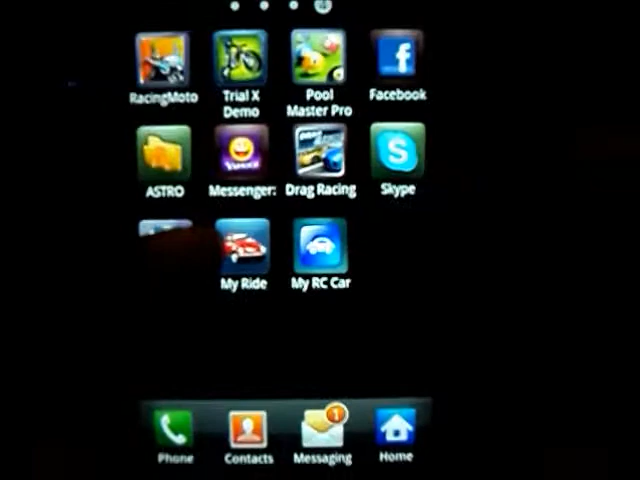 4
RacingMoto
Trial X
Demo
Pool
Master Pro
Facebook
ASTRO
Messenger:
Drag Racing
Skype
My Ride
My RC Car
1
Phone
Contacts
Messaging
Home